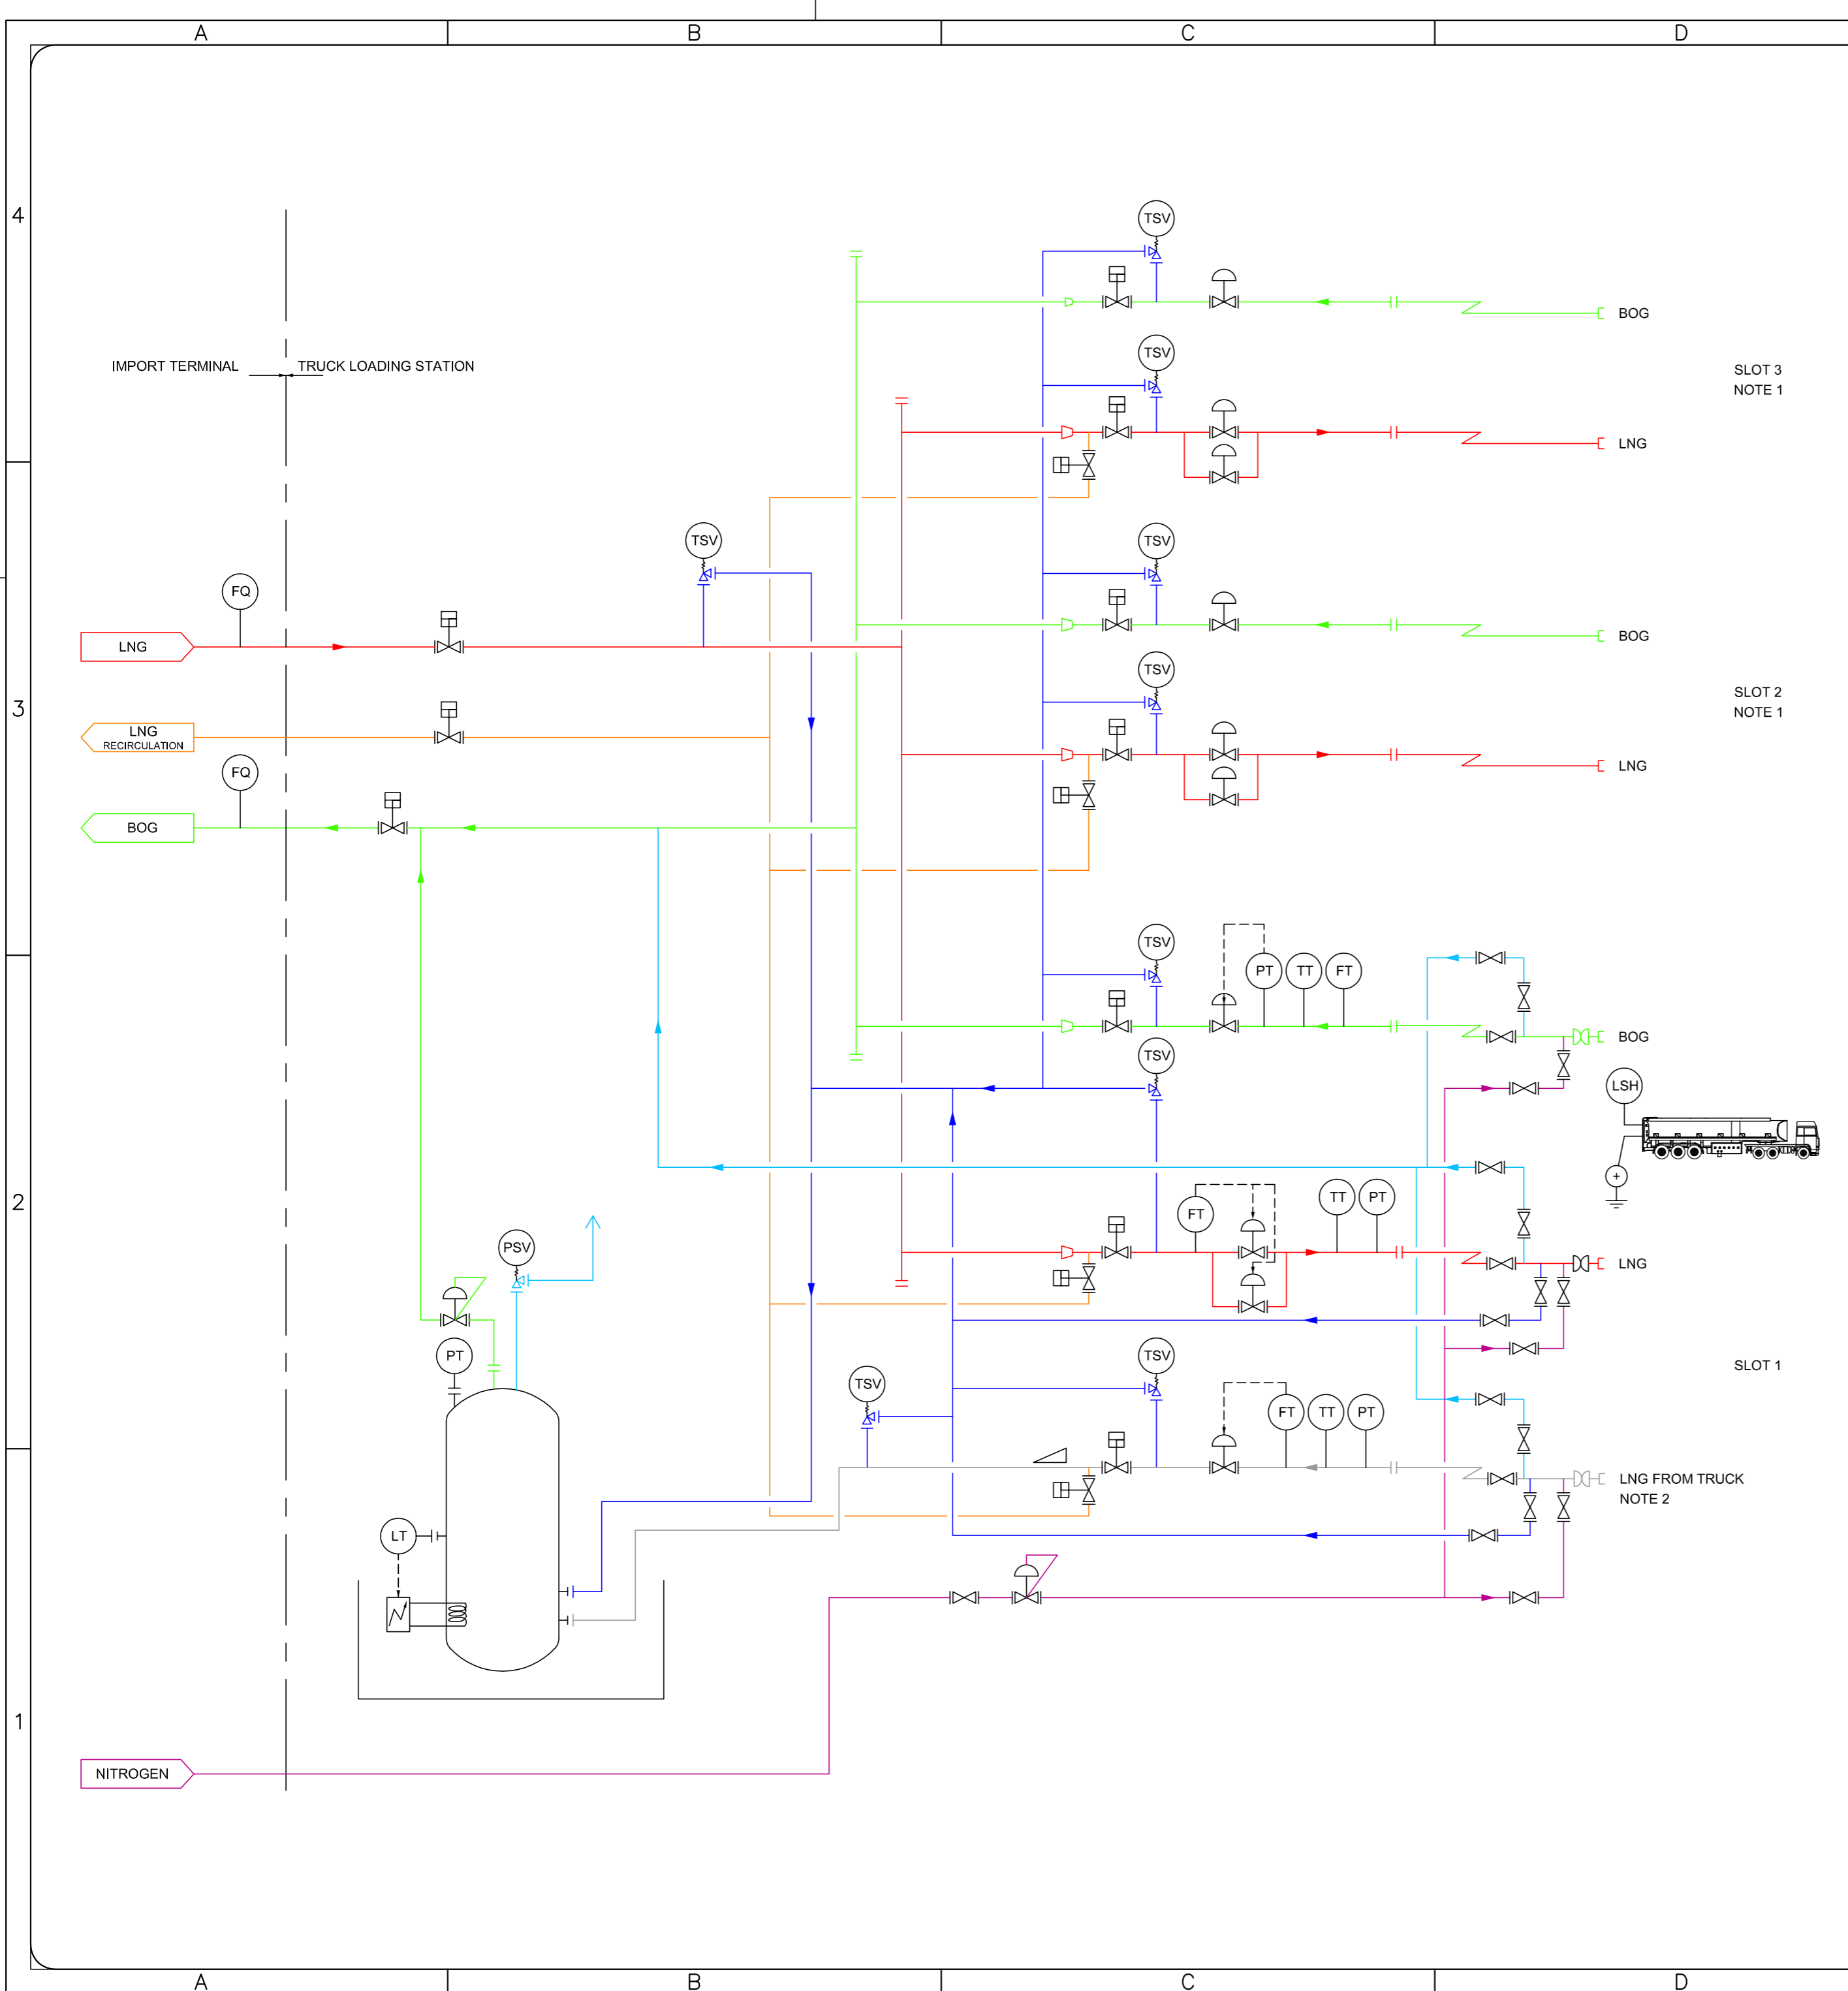 A B C D
4
TSV
BOG
TSV
IMPORT TERMINAL TRUCK LOADING STATION
SLOT 3
NOTE 1
LNG
TSV TSV
FQ
BOG
LNG
TSV
SLOT 2
NOTE 1
3
LNG
RECIRCULATION
LNG
FQ
BOG
TSV
PT TT FT
BOG
TSV
LSH
+
2
FT TT PT
PSV
LNG
PT
TSV
SLOT 1
TSV
FT TT PT
LNG FROM TRUCK
NOTE 2
LT
1
NITROGEN
A B C D